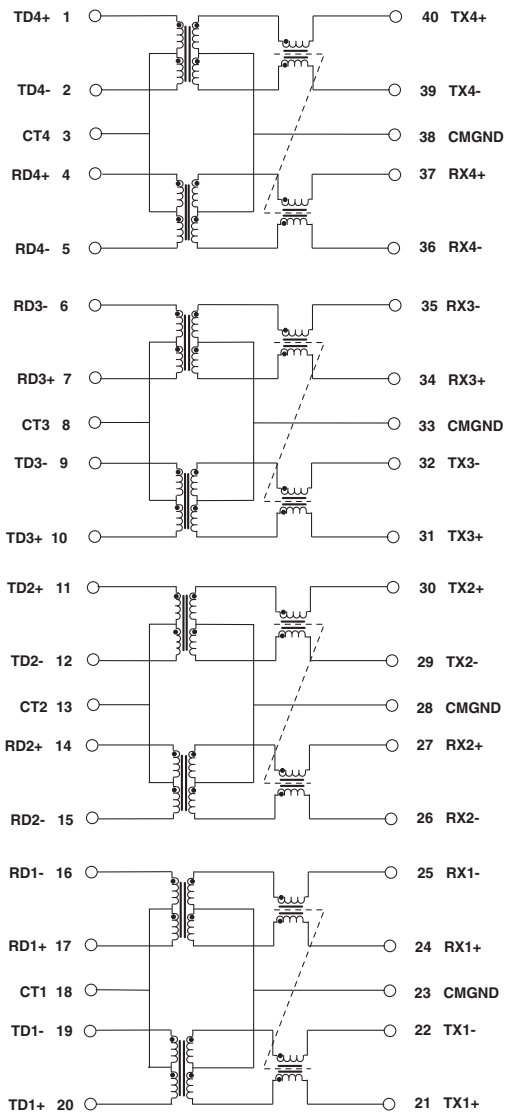 TD4+ 1 40 TX4+
TD4- 2 39 TX4-
CT4 3 38 CMGND
RD4+ 4 37 RX4+
RD4- 5 36 RX4-
RD3- 6 35 RX3-
RD3+ 7 34 RX3+
CT3 8 33 CMGND
TD3- 9 32 TX3-
TD3+ 10 31 TX3+
TD2+ 11 30 TX2+
TD2- 12 29 TX2-
CT2 13 28 CMGND
RD2+ 14 27 RX2+
RD2- 15 26 RX2-
RD1- 16 25 RX1-
RD1+ 17 24 RX1+
CT1 18 23 CMGND
TD1- 19 22 TX1-
TD1+ 20 21 TX1+